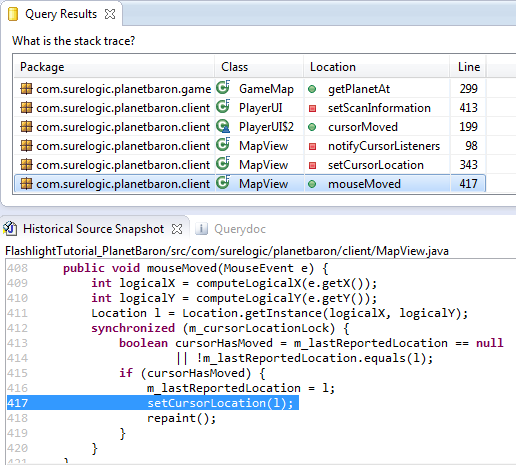 Query Results
What is the stack trace?
Package Class Location Line
com.surelogic.planetbaron.game GameMap getPlanetAt 299
com.surelogic.planetbaron.client PlayerUI setScanInformation 413
com.surelogic.planetbaron.client PlayerUI$2 cursorMoved 199
com.surelogic.planetbaron.client MapView notifyCursorListeners 98
com.surelogic.planetbaron.client MapView setCursorLocation 343
com.surelogic.planetbaron.client MapView mouseMoved 417
Historical Source Snapshot Querydoc
FlashlightTutorial_PlanetBaron/src/com/surelogic/planetbaron/client/MapView.java
408 public void mouseMoved(MouseEvent e) {
409 int logicalX = computeLogicalX(e.getX());
410 int logicalY = computeLogicalY(e.getY());
411 Location l = Location.getInstance(logicalX, logicalY);
412 synchronized (m_cursorLocationLock) {
413 boolean cursorHasMoved = m_lastReportedLocation == null
414 || !m_lastReportedLocation.equals(l);
415 if (cursorHasMoved) {
416 m_lastReportedLocation = l;
417 setCursorLocation(l);
418 repaint();
419 }
420 }
421 }